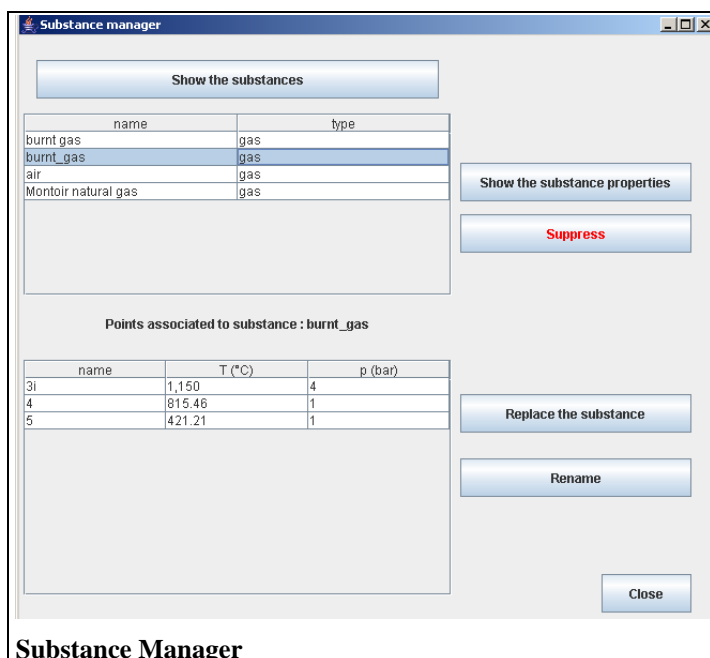 Substance manager
Show the substances
name type
burnt gas gas
burnt_gas gas
air gas
Montoir natural gas gas
Show the substance properties
Suppress
Points associated to substance : burnt_gas
name T (°C) p (bar)
3i 1,150 4
4 815.46 1
5 421.21 1
Replace the substance
Rename
Close
Substance Manager